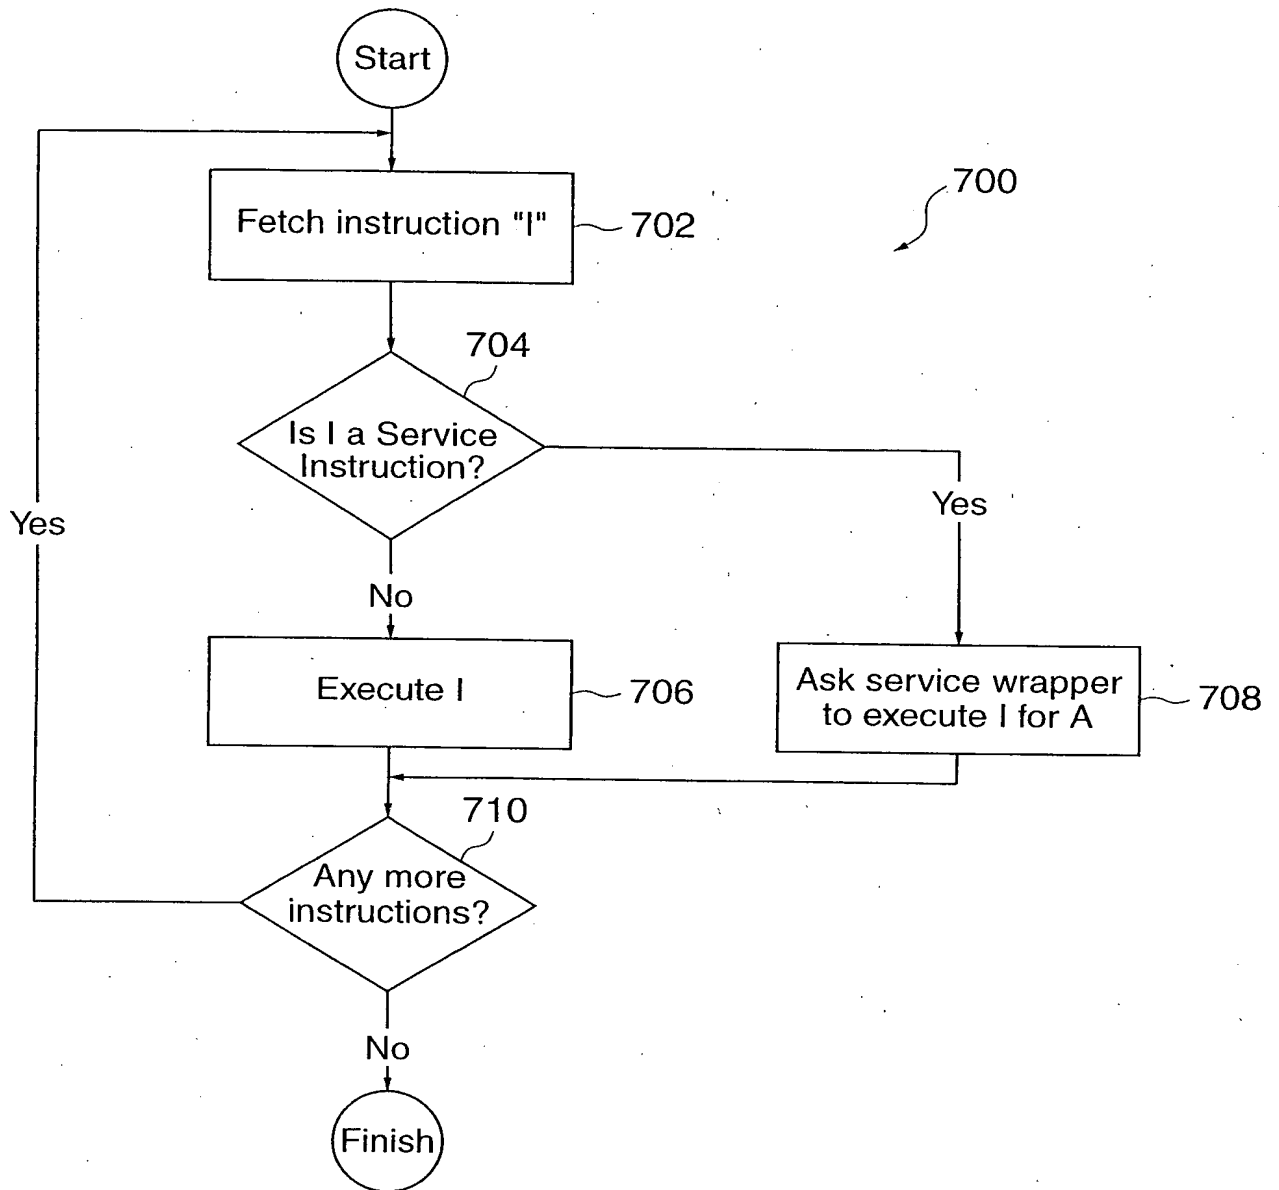 Start
700
Fetch instruction "I"
702
704
Is I a Service
Instruction?
Yes
Yes
No
Execute I
706
Ask service wrapper
to execute I for A
708
710
Any more
instructions?
No
Finish